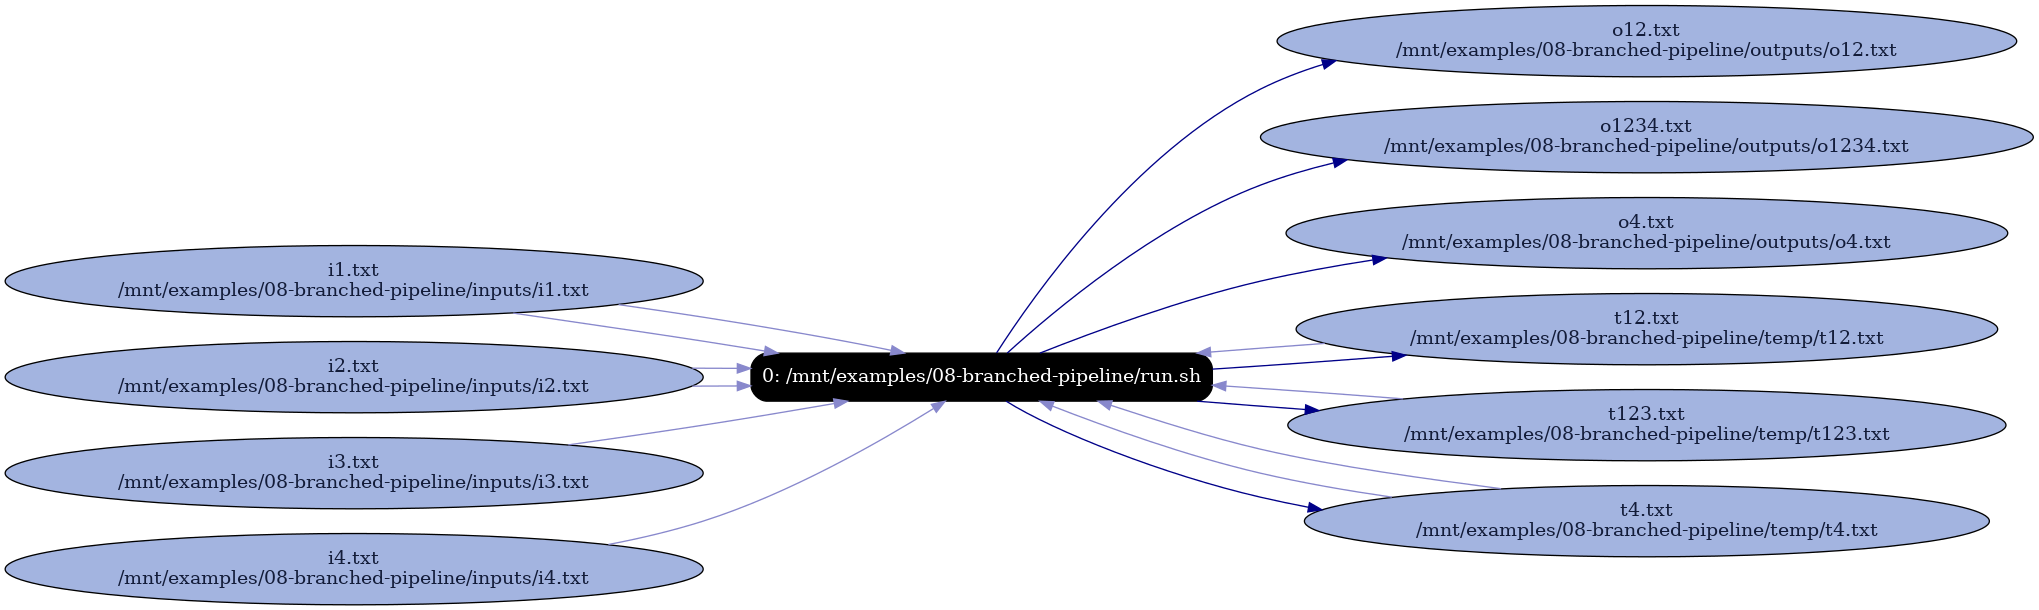 i1.txt
/mnt/examples/08-branched-pipeline/inputs/i1.txt
i2.txt
/mnt/examples/08-branched-pipeline/inputs/i2.txt
i3.txt
/mnt/examples/08-branched-pipeline/inputs/i3.txt
i4.txt
/mnt/examples/08-branched-pipeline/inputs/i4.txt
0: /mnt/examples/08-branched-pipeline/run.sh
o12.txt
/mnt/examples/08-branched-pipeline/outputs/o12.txt
o1234.txt
/mnt/examples/08-branched-pipeline/outputs/o1234.txt
o4.txt
/mnt/examples/08-branched-pipeline/outputs/o4.txt
t12.txt
/mnt/examples/08-branched-pipeline/temp/t12.txt
t123.txt
/mnt/examples/08-branched-pipeline/temp/t123.txt
t4.txt
/mnt/examples/08-branched-pipeline/temp/t4.txt